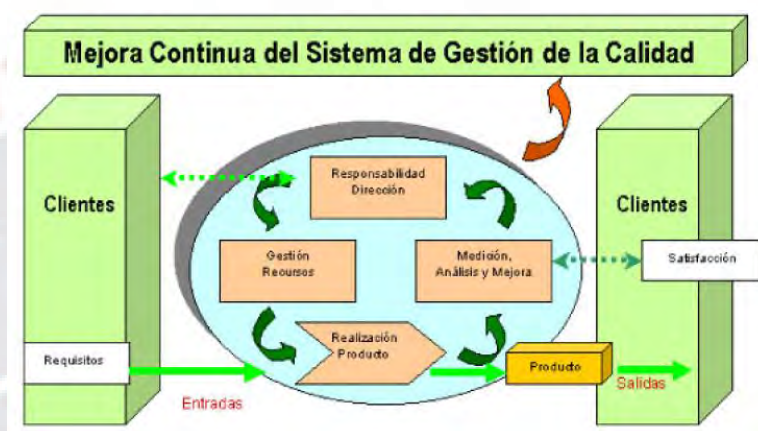 Mejora Continua del Sistema de Gestión de la Calidad
Clientes
Responsabilidad
Dirección
Clientes
Gestión
Recursos
Medición,
Análisis y Mejora
Satisfacción
Realización
Producto
Requisitos
Producto
Entradas
Salidas